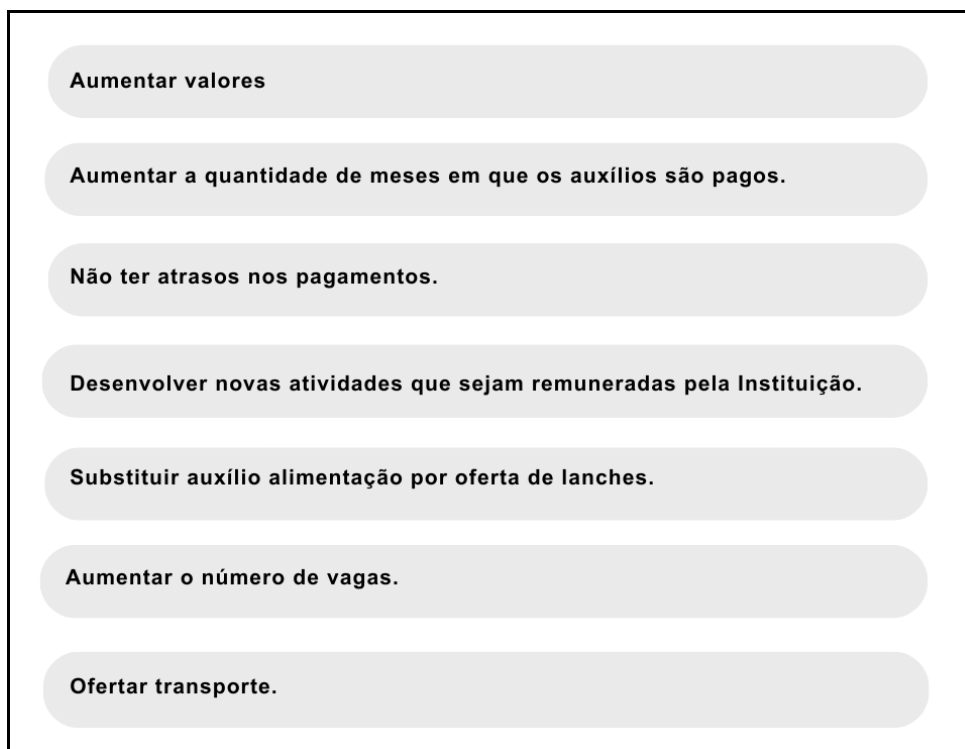 Aumentar valores
Aumentar a quantidade de meses em que os auxílios são pagos.
Não ter atrasos nos pagamentos.
Desenvolver novas atividades que sejam remuneradas pela Instituição.
Substituir auxílio alimentação por oferta de lanches.
Aumentar o número de vagas.
Ofertar transporte.